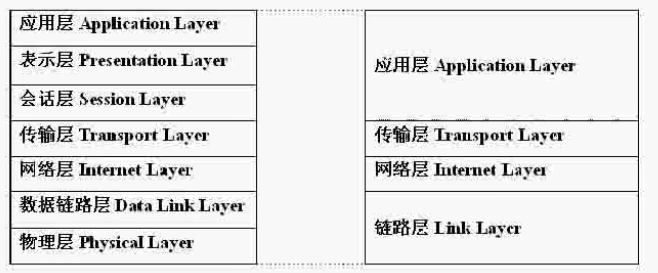 应用层 Application Layer
表示层 Presentation Layer
会话层 Session Layer
传输层 Transport Layer
网络层 Internet Layer
数据链路层 Data Link Layer
物理层 Physical Layer
应用层 Application Layer
传输层 Transport Layer
网络层 Internet Layer
链路层 Link Layer